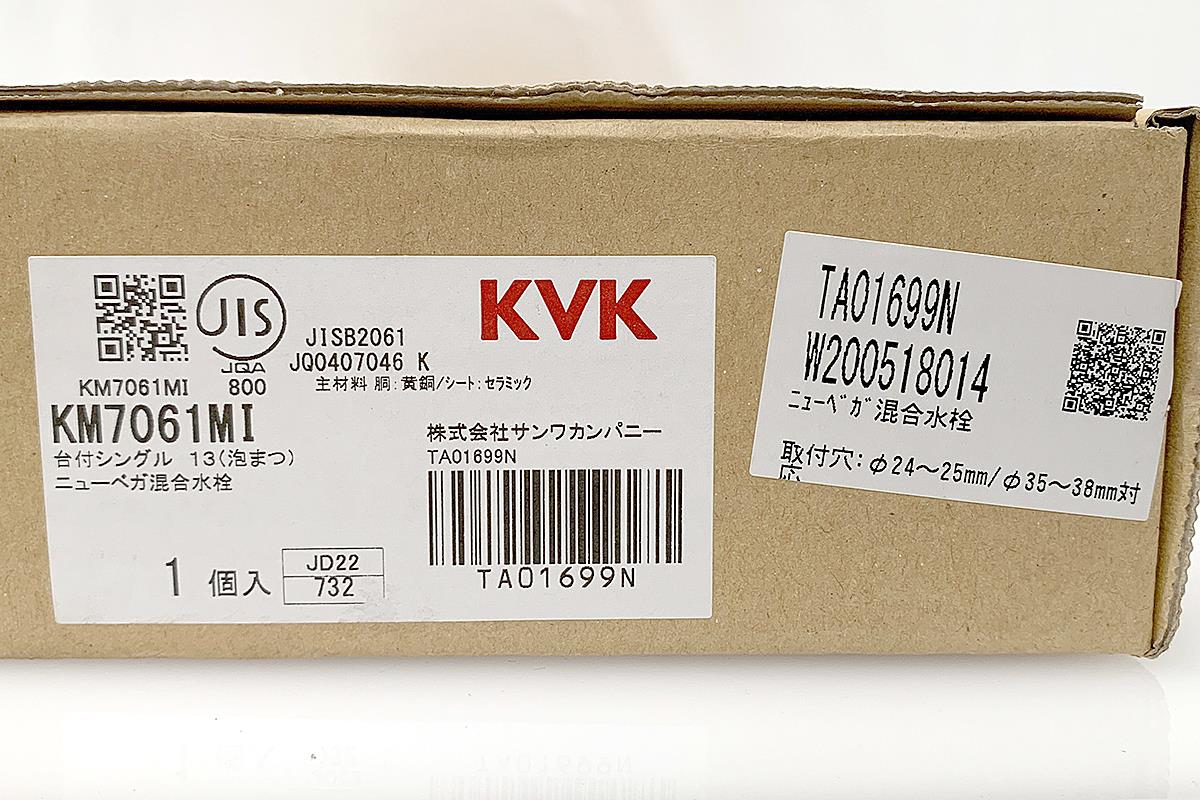 JIS
JQA
KM7061MI 800
JISB2061
JQ0407046 K
主材料 胴:黄銅/シート:セラミック
KVK
KM7061MI
台付シングル 13(泡まつ)
ニューベガ混合水栓
株式会社サンワカンパニー
TA01699N
TA01699N
1 個入
JD22
732
TA01699N
W200518014
ニューベガ混合水栓
取付穴:φ24～25mm/φ35～38mm対
応